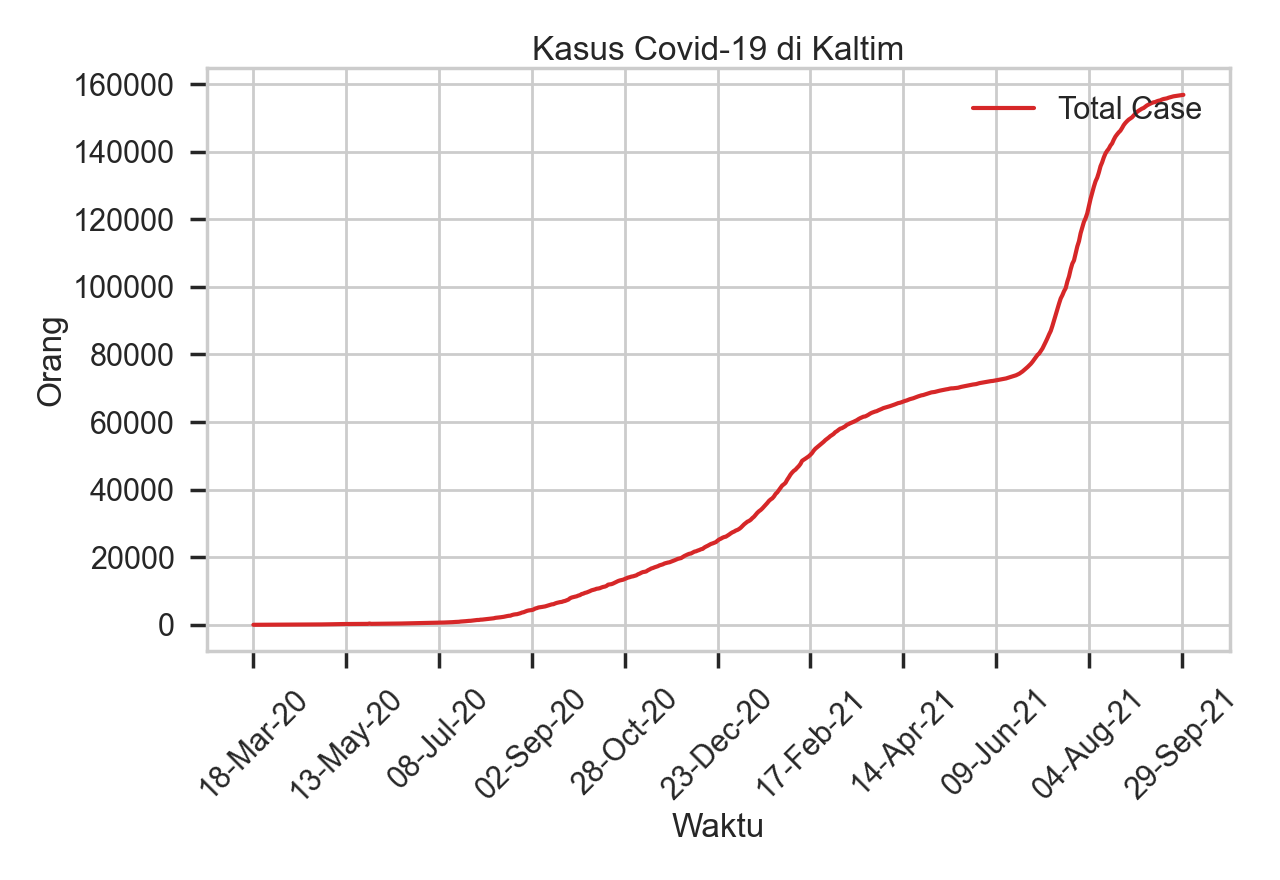 Kasus Covid-19 di Kaltim
Total Case
160000
140000
120000
100000
80000
60000
40000
20000
0
Orang
18-Mar-20
13-May-20
08-Jul-20
02-Sep-20
28-Oct-20
23-Dec-20
17-Feb-21
14-Apr-21
09-Jun-21
04-Aug-21
29-Sep-21
Waktu